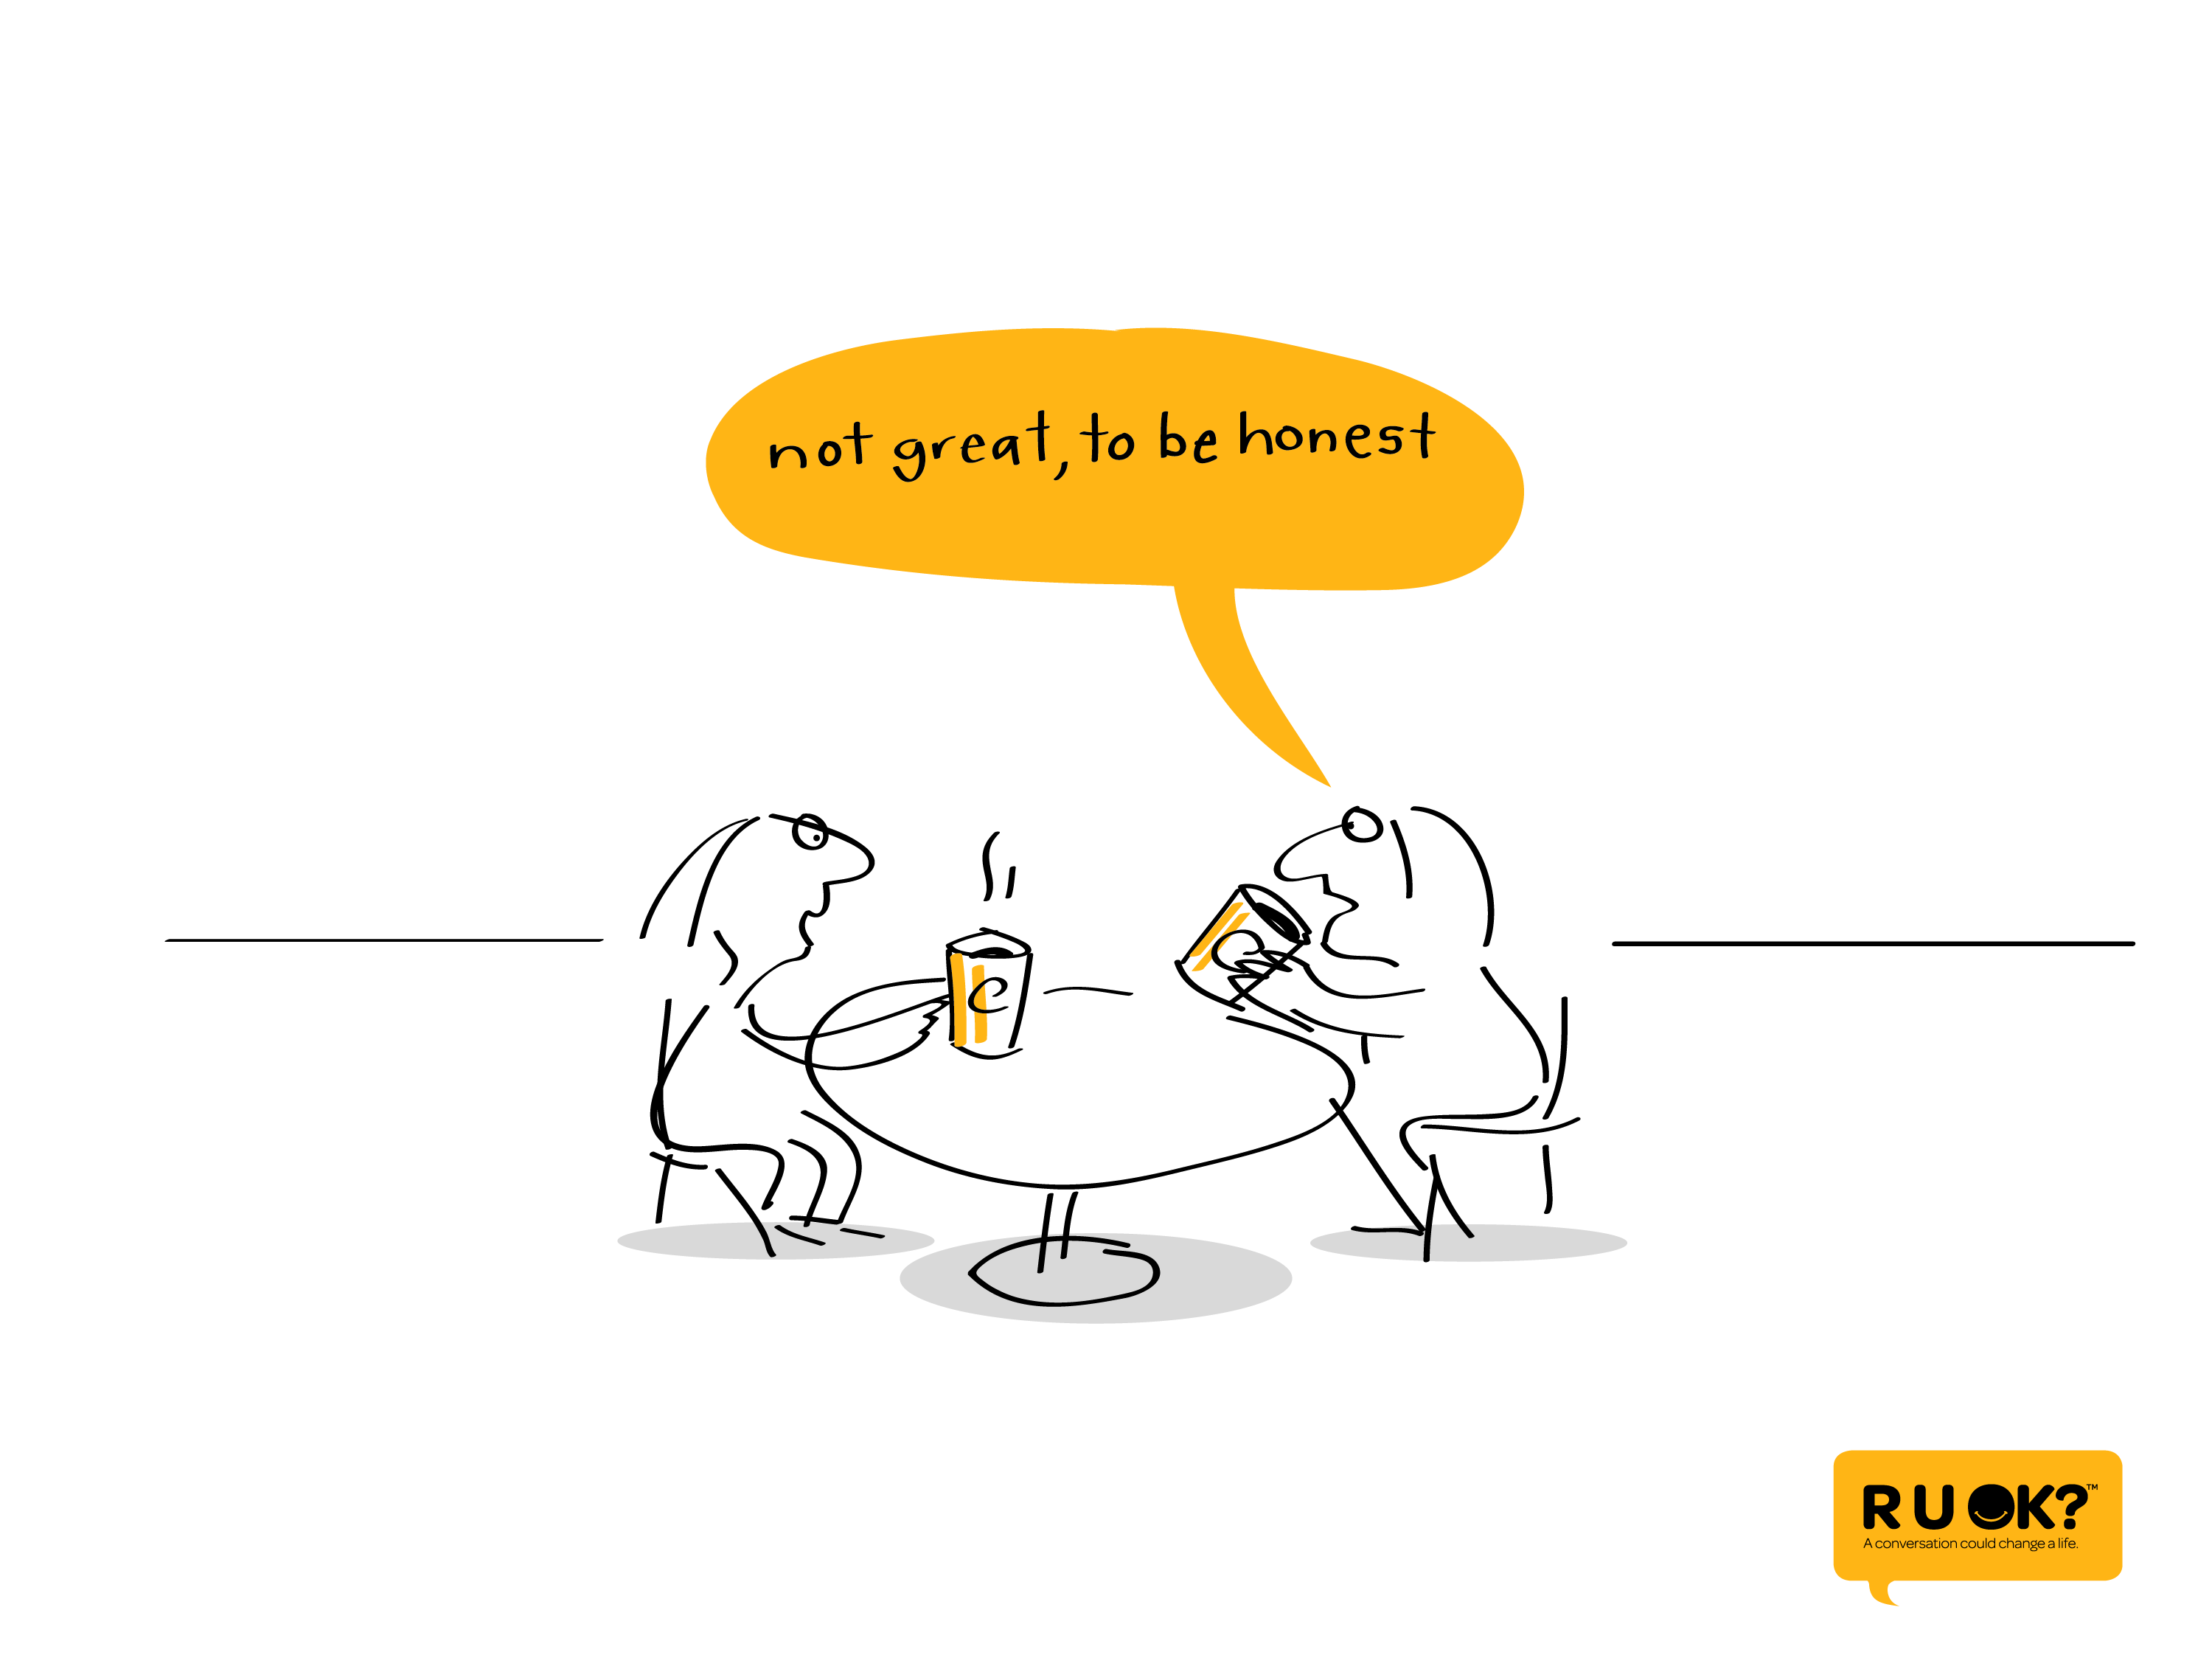 not great, to be honest
R U OK?™
A conversation could change a life.